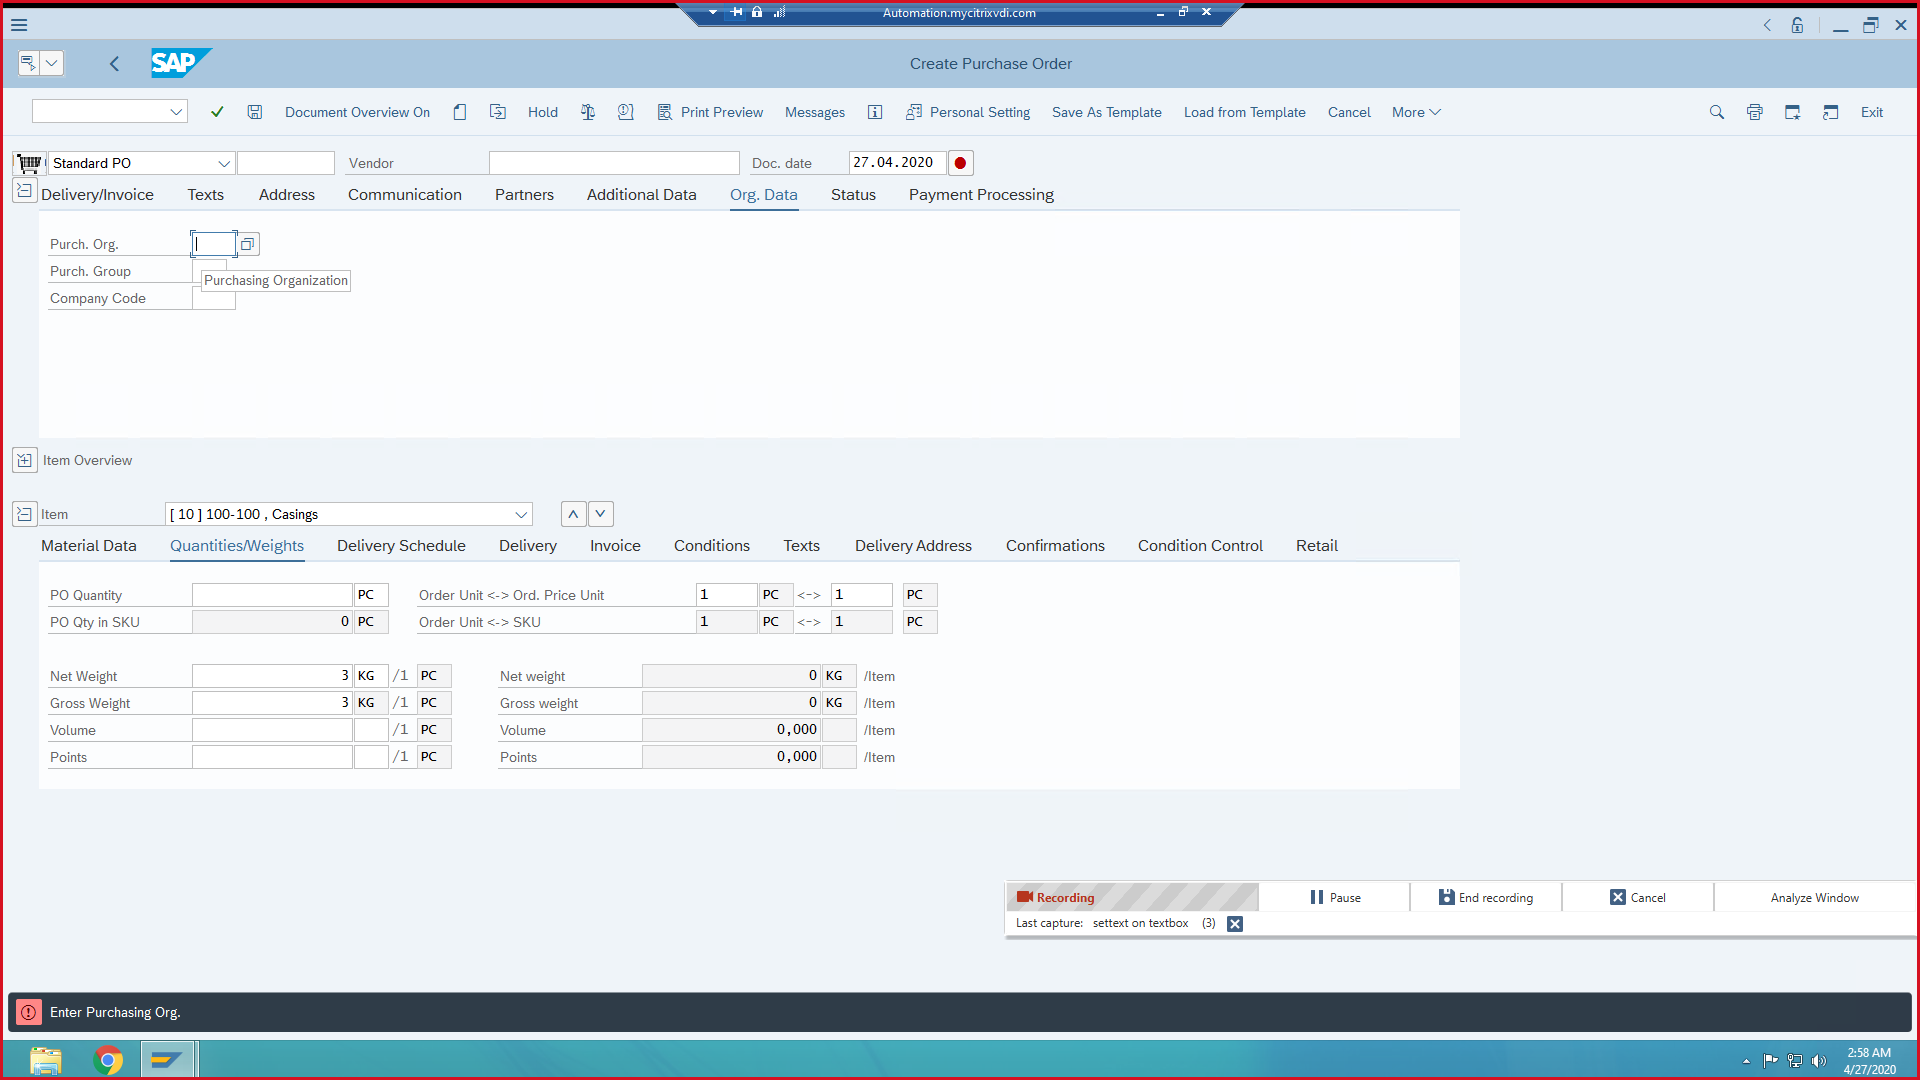 Automation.mycitrixvdi.com
SAP
Create Purchase Order
Document Overview On Hold Print Preview Messages Personal Setting Save As Template Load from Template Cancel More Exit
Standard PO Vendor Doc. date 27.04.2020
Delivery/Invoice Texts Address Communication Partners Additional Data Org. Data Status Payment Processing
Purch. Org.
Purch. Group
Purchasing Organization
Company Code
Item Overview
Item [ 10 ] 100-100 , Casings
Material Data Quantities/Weights Delivery Schedule Delivery Invoice Conditions Texts Delivery Address Confirmations Condition Control Retail
PO Quantity PC Order Unit <-> Ord. Price Unit 1 PC <-> 1 PC
PO Qty in SKU 0 PC Order Unit <-> SKU 1 PC <-> 1 PC
Net Weight 3 KG /1 PC Net weight 0 KG /Item
Gross Weight 3 KG /1 PC Gross weight 0 KG /Item
Volume /1 PC Volume 0,000 /Item
Points /1 PC Points 0,000 /Item
Recording Pause End recording Cancel Analyze Window
Last capture: settext on textbox (3)
Enter Purchasing Org.
2:58 AM
4/27/2020